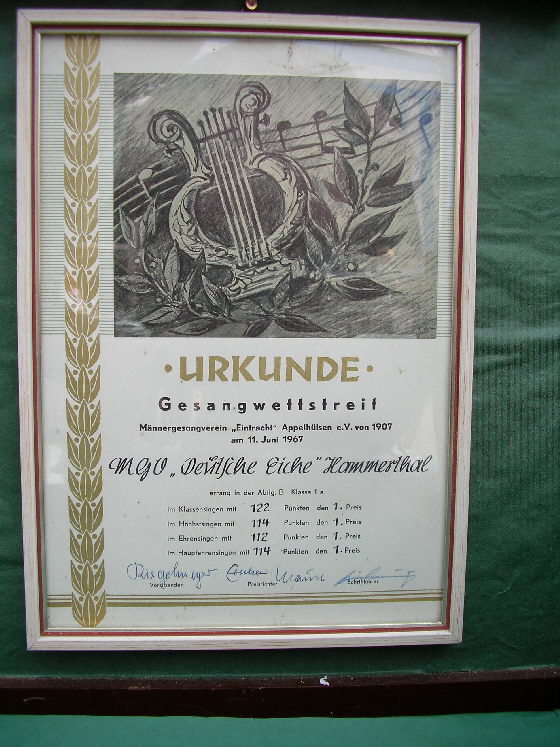 ·URKUNDE·
Gesangwettstreit
Männergesangverein „Eintracht" Appelhülsen e.V. von 1907
am 11. Juni 1967
MGV „Deutsche Eiche" Hammerthal
errang in der Abtlg. B Klasse 1 a
im Klassensingen mit 122 Punkten den 1. Preis
im Höchstsingen mit 114 Punkten den 1. Preis
im Ehrensingen mit 112 Punkten den 1. Preis
im Hauptehrensingen mit 114 Punkten den 1. Preis
Vorsitzender Preisrichter Schriftführer